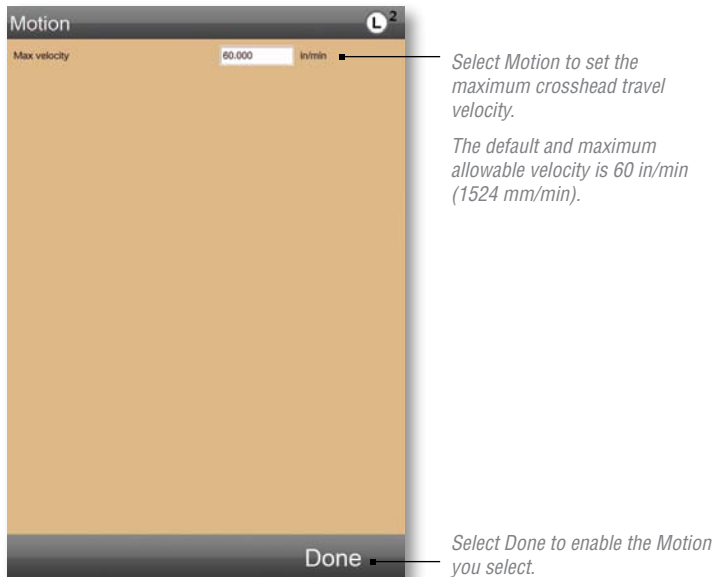 Motion L2
Max velocity 60.000 in/min
Select Motion to set the
maximum crosshead travel
velocity.
The default and maximum
allowable velocity is 60 in/min
(1524 mm/min).
Done
Select Done to enable the Motion
you select.